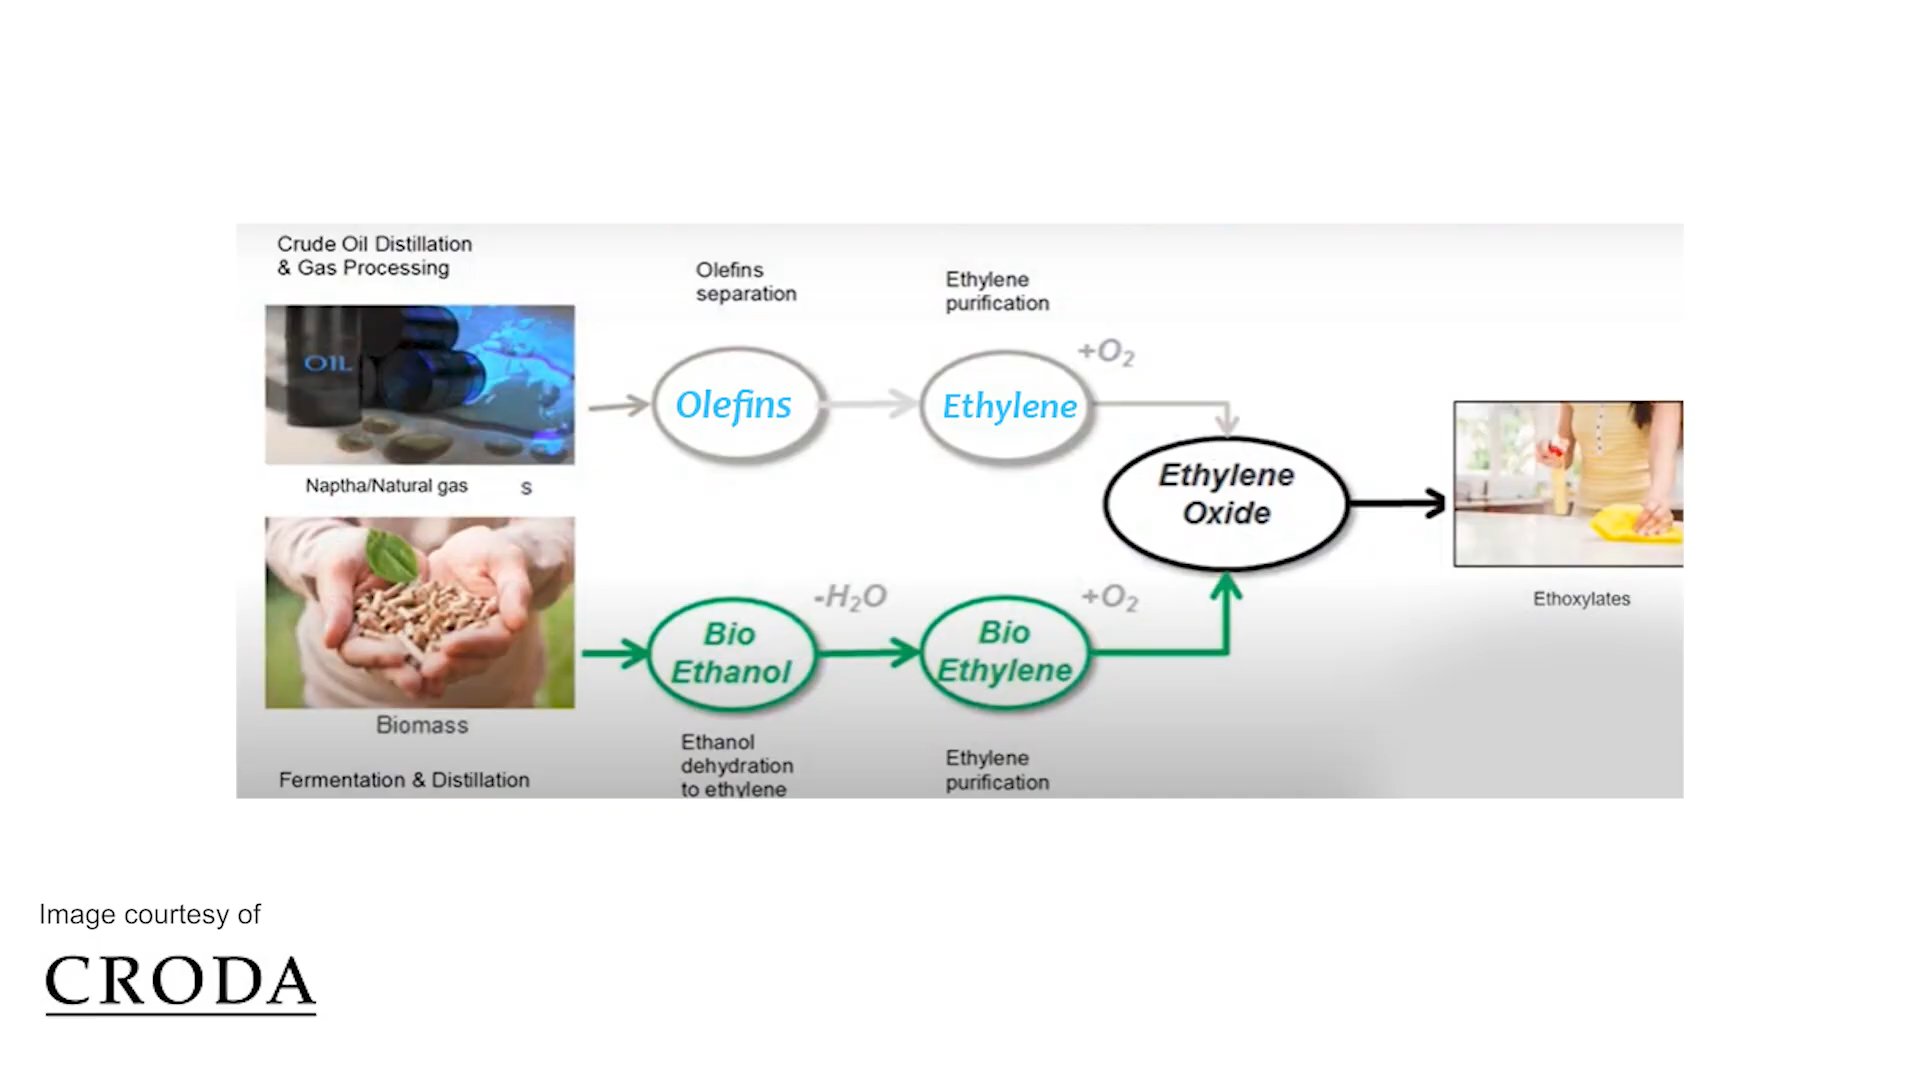 Crude Oil Distillation
& Gas Processing
OIL
Naptha/Natural gas s
Olefins
separation
Olefins
Ethylene
purification
Ethylene
+O2
Ethylene
Oxide
Ethoxylates
Biomass
Fermentation & Distillation
Bio
Ethanol
-H2O
Ethanol
dehydration
to ethylene
Bio
Ethylene
+O2
Ethylene
purification
Image courtesy of
CRODA